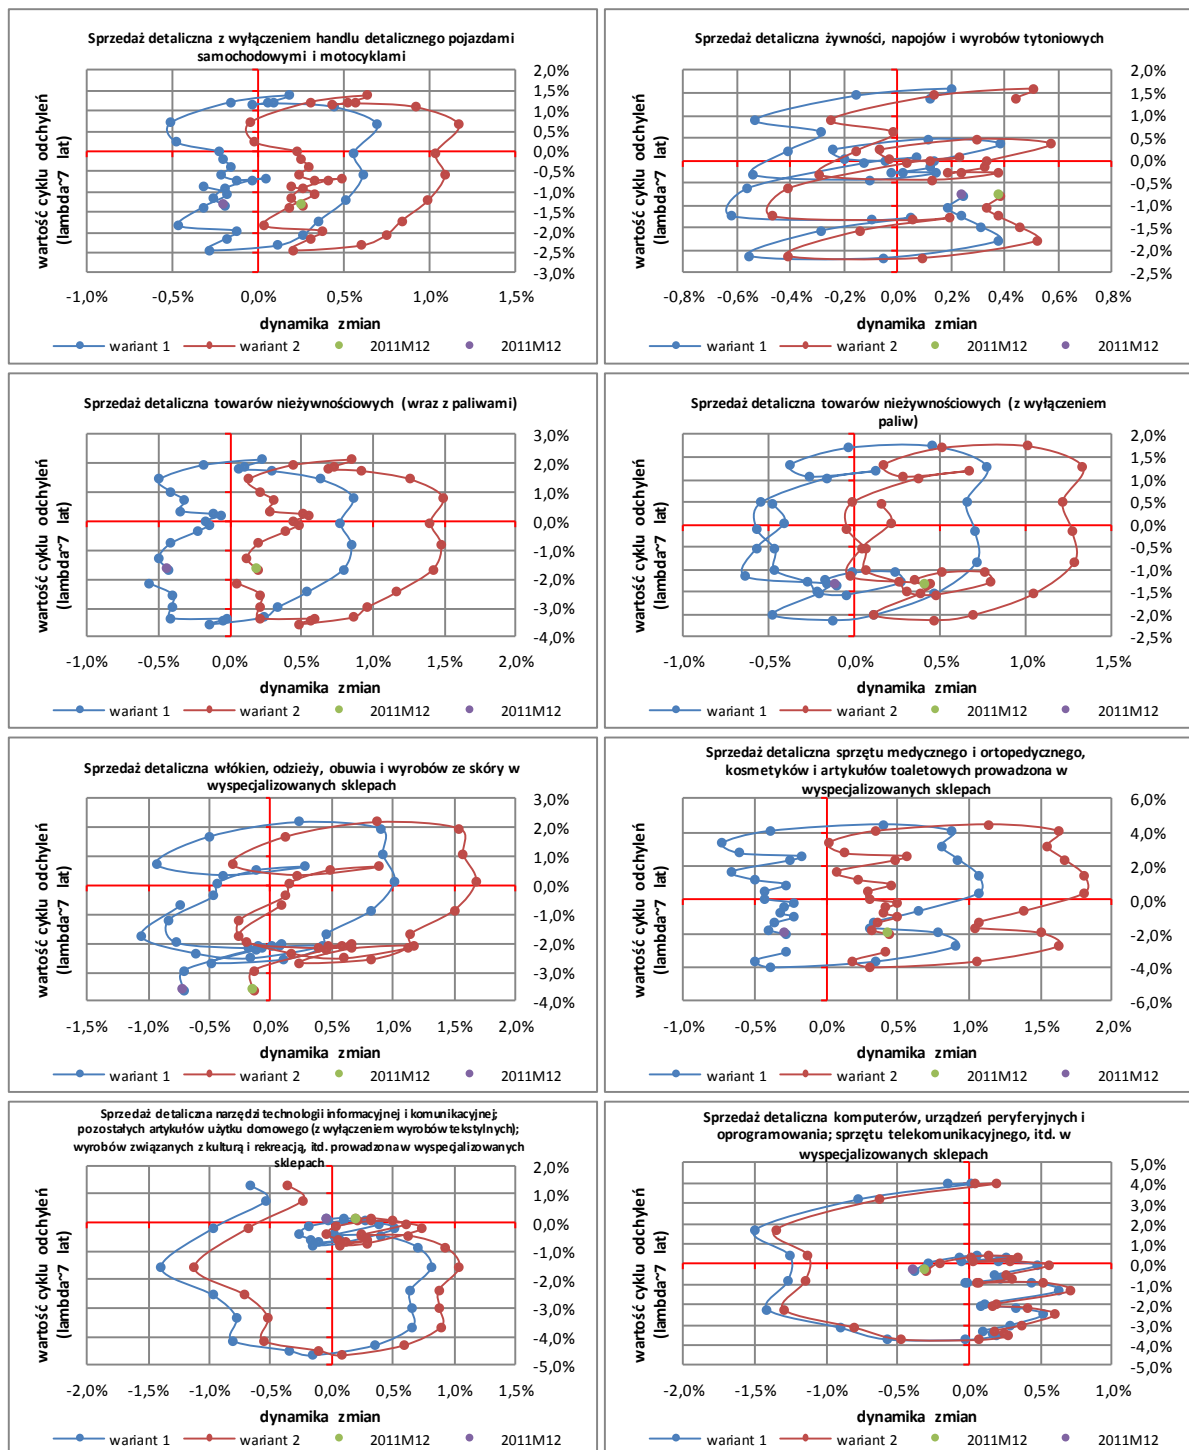 Sprzedaż detaliczna z wyłączeniem handlu detalicznego pojazdami
samochodowymi i motocyklami
wartość cyklu odchyleń
(lambda~7 lat)
2,0%
1,5%
1,0%
0,5%
0,0%
-0,5%
-1,0%
-1,5%
-2,0%
-2,5%
-3,0%
-1,0% -0,5% 0,0% 0,5% 1,0% 1,5%
dynamika zmian
wariant 1 wariant 2 2011M12 2011M12
Sprzedaż detaliczna żywności, napojów i wyrobów tytoniowych
wartość cyklu odchyleń
(lambda~7 lat)
2,0%
1,5%
1,0%
0,5%
0,0%
-0,5%
-1,0%
-1,5%
-2,0%
-2,5%
-0,8% -0,6% -0,4% -0,2% 0,0% 0,2% 0,4% 0,6% 0,8%
dynamika zmian
wariant 1 wariant 2 2011M12 2011M12
Sprzedaż detaliczna towarów nieżywnościowych (wraz z paliwami)
wartość cyklu odchyleń
(lambda~7 lat)
3,0%
2,0%
1,0%
0,0%
-1,0%
-2,0%
-3,0%
-4,0%
-1,0% -0,5% 0,0% 0,5% 1,0% 1,5% 2,0%
dynamika zmian
wariant 1 wariant 2 2011M12 2011M12
Sprzedaż detaliczna towarów nieżywnościowych (z wyłączeniem
paliw)
wartość cyklu odchyleń
(lambda~7 lat)
2,0%
1,5%
1,0%
0,5%
0,0%
-0,5%
-1,0%
-1,5%
-2,0%
-2,5%
-1,0% -0,5% 0,0% 0,5% 1,0% 1,5%
dynamika zmian
wariant 1 wariant 2 2011M12 2011M12
Sprzedaż detaliczna włókien, odzieży, obuwia i wyrobów ze skóry w
wyspecjalizowanych sklepach
wartość cyklu odchyleń
(lambda~7 lat)
3,0%
2,0%
1,0%
0,0%
-1,0%
-2,0%
-3,0%
-4,0%
-1,5% -1,0% -0,5% 0,0% 0,5% 1,0% 1,5% 2,0%
dynamika zmian
wariant 1 wariant 2 2011M12 2011M12
Sprzedaż detaliczna sprzętu medycznego i ortopedycznego,
kosmetyków i artykułów toaletowych prowadzona w
wyspecjalizowanych sklepach
wartość cyklu odchyleń
(lambda~7 lat)
6,0%
4,0%
2,0%
0,0%
-2,0%
-4,0%
-6,0%
-1,0% -0,5% 0,0% 0,5% 1,0% 1,5% 2,0%
dynamika zmian
wariant 1 wariant 2 2011M12 2011M12
Sprzedaż detaliczna narzędzi technologii informacyjnej i komunikacyjnej;
pozostałych artykułów użytku domowego (z wyłączeniem wyrobów tekstylnych);
wyrobów związanych z kulturą i rekreacją, itd. prowadzona w wyspecjalizowanych
sklepach
wartość cyklu odchyleń
(lambda~7 lat)
2,0%
1,0%
0,0%
-1,0%
-2,0%
-3,0%
-4,0%
-5,0%
-2,0% -1,5% -1,0% -0,5% 0,0% 0,5% 1,0% 1,5%
dynamika zmian
wariant 1 wariant 2 2011M12 2011M12
Sprzedaż detaliczna komputerów, urządzeń peryferyjnych i
oprogramowania; sprzętu telekomunikacyjnego, itd. w
wyspecjalizowanych sklepach
wartość cyklu odchyleń
(lambda~7 lat)
5,0%
4,0%
3,0%
2,0%
1,0%
0,0%
-1,0%
-2,0%
-3,0%
-4,0%
-5,0%
-2,0% -1,5% -1,0% -0,5% 0,0% 0,5% 1,0%
dynamika zmian
wariant 1 wariant 2 2011M12 2011M12